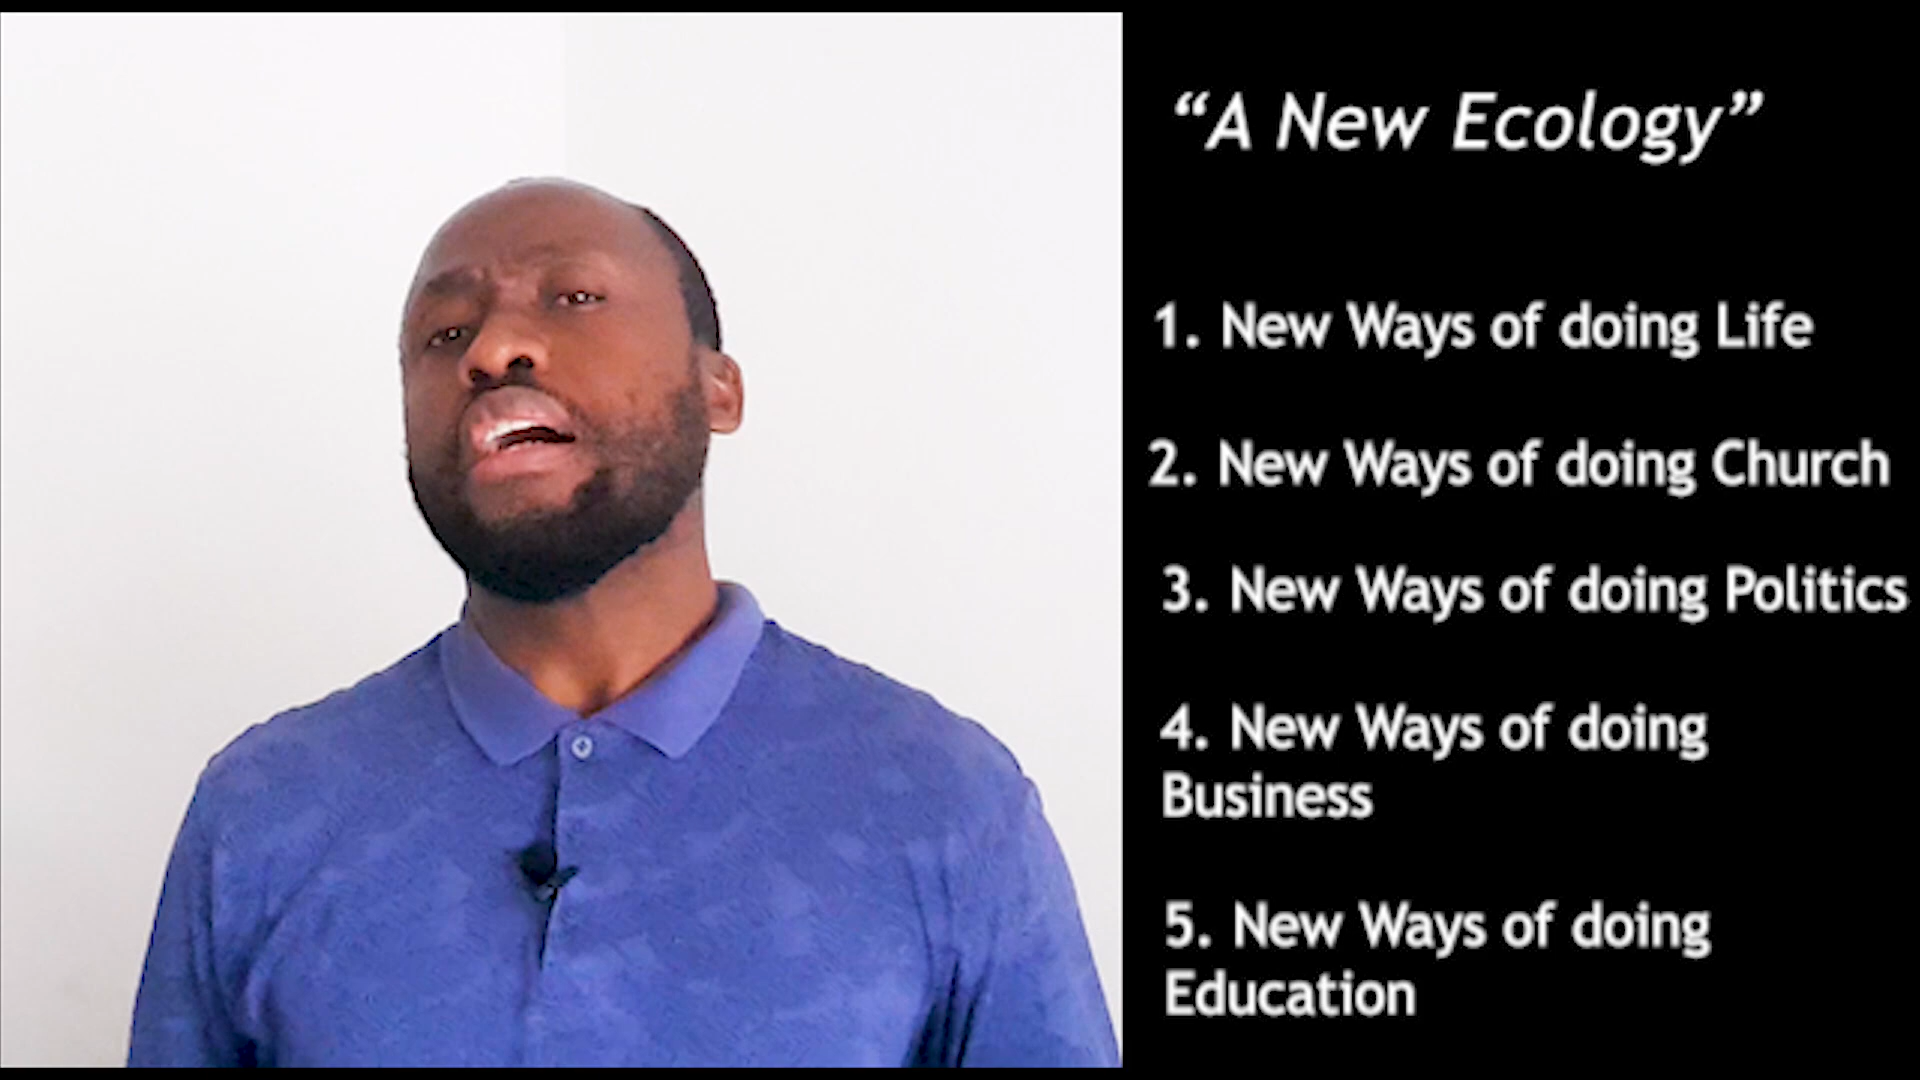 “A New Ecology”
1. New Ways of doing Life
2. New Ways of doing Church
3. New Ways of doing Politics
4. New Ways of doing
Business
5. New Ways of doing
Education